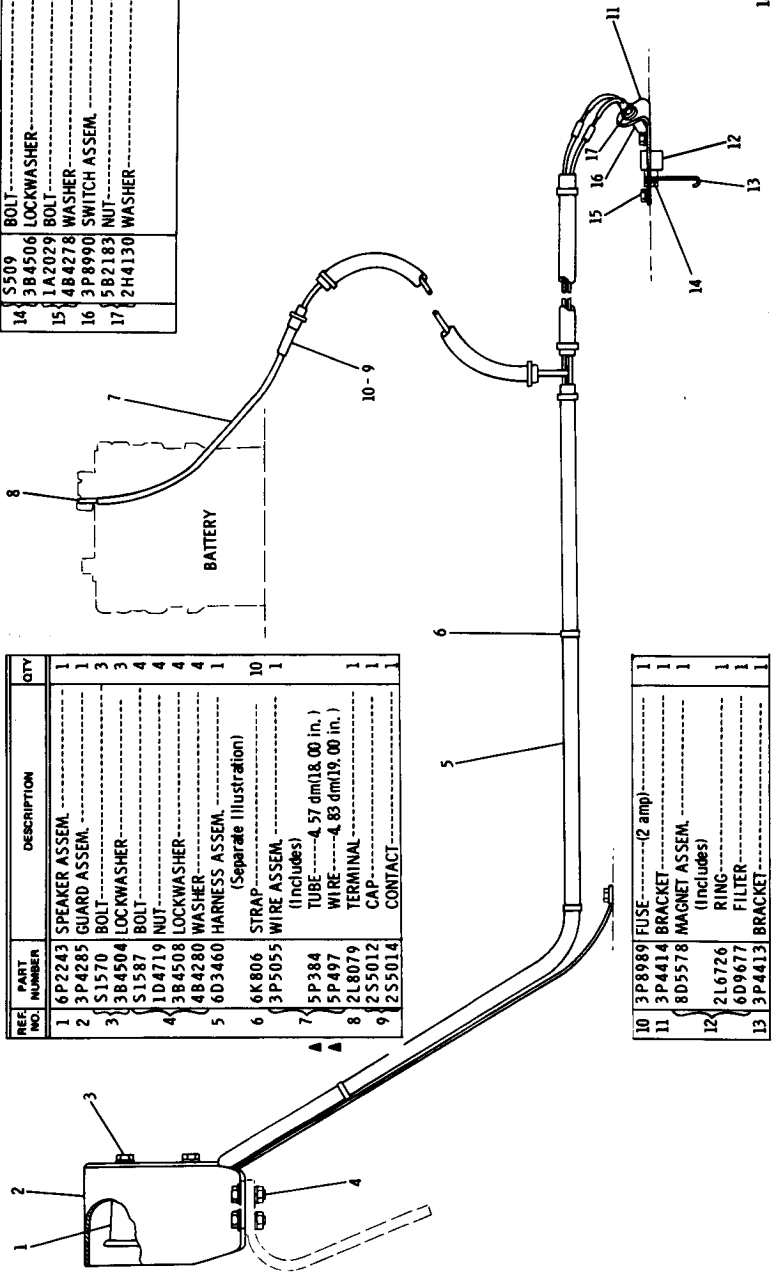 REF. NO. PART NUMBER DESCRIPTION QTY
1 6P2243 SPEAKER ASSEM. 1
2 3P4285 GUARD ASSEM. 1
3 S1570 BOLT 3
3B4504 LOCKWASHER 3
4 S1587 BOLT 4
1D4719 NUT 4
3B4508 LOCKWASHER 4
4B4280 WASHER 4
5 6D3460 HARNESS ASSEM. 1
(Separate Illustration)
6 6K806 STRAP 10
7 3P5055 WIRE ASSEM. 1
(Includes)
▲ 5P384 TUBE----4.57 dm(18.00 in.)
▲ 5P497 WIRE----4.83 dm(19.00 in.)
8 2L8079 TERMINAL 1
9 2S5012 CAP 1
2S5014 CONTACT 1
10 3P8989 FUSE------(2 amp) 1
11 3P4414 BRACKET 1
12 8D5578 MAGNET ASSEM. 1
(Includes)
2L6726 RING 1
6D9677 FILTER 1
13 3P4413 BRACKET 1
14 S509 BOLT
3B4506 LOCKWASHER
15 1A2029 BOLT
4B4278 WASHER
16 3P8990 SWITCH ASSEM.
17 5B2183 NUT
2H4130 WASHER
1
2
3
4
5
6
7
8
BATTERY
10 - 9
11
12
13
14
15
16
17
1